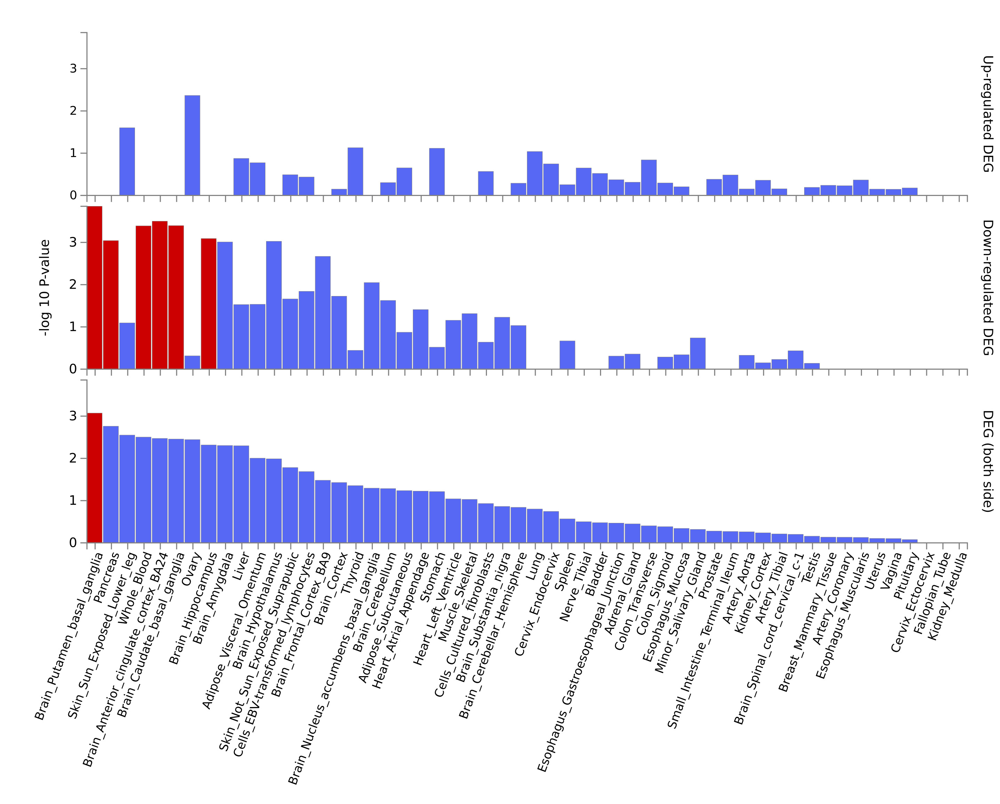 3
2
1
0
Up-regulated DEG
3
2
1
0
Down-regulated DEG
-log 10 P-value
3
2
1
0
DEG (both side)
Brain_Putamen_basal_ganglia
Pancreas
Skin_Sun_Exposed_Lower_leg
Whole_Blood
Brain_Anterior_cingulate_cortex_BA24
Brain_Caudate_basal_ganglia
Ovary
Brain_Hippocampus
Brain_Amygdala
Liver
Adipose_Visceral_Omentum
Brain_Hypothalamus
Skin_Not_Sun_Exposed_Suprapubic
Cells_EBV-transformed_lymphocytes
Brain_Frontal_Cortex_BA9
Brain_Cortex
Thyroid
Brain_Nucleus_accumbens_basal_ganglia
Brain_Cerebellum
Adipose_Subcutaneous
Heart_Atrial_Appendage
Stomach
Heart_Left_Ventricle
Muscle_Skeletal
Cells_Cultured_fibroblasts
Brain_Substantia_nigra
Brain_Cerebellar_Hemisphere
Lung
Cervix_Endocervix
Spleen
Nerve_Tibial
Bladder
Esophagus_Gastroesophageal_Junction
Adrenal_Gland
Colon_Transverse
Colon_Sigmoid
Esophagus_Mucosa
Minor_Salivary_Gland
Prostate
Small_Intestine_Terminal_Ileum
Artery_Aorta
Kidney_Cortex
Artery_Tibial
Brain_Spinal_cord_cervical_c-1
Testis
Breast_Mammary_Tissue
Artery_Coronary
Esophagus_Muscularis
Uterus
Vagina
Pituitary
Cervix_Ectocervix
Fallopian_Tube
Kidney_Medulla